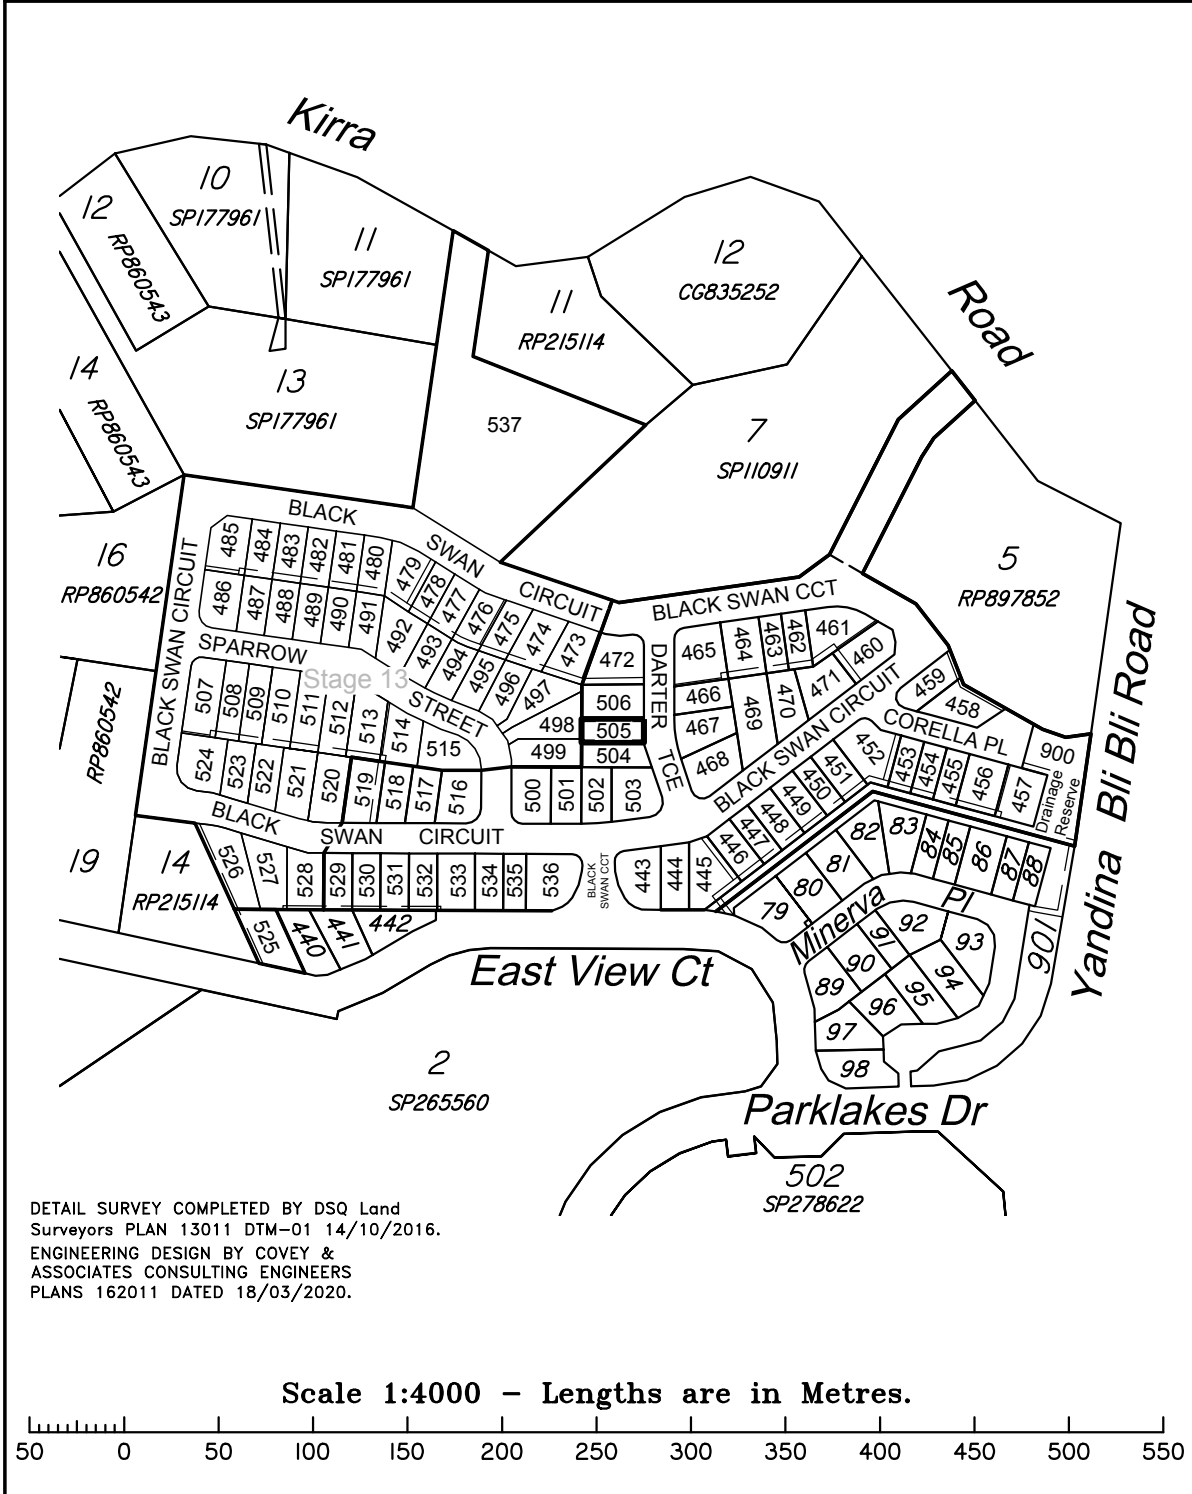 Kirra
10
SP177961
12
RP860543
11
SP177961
12
CG835252
11
RP215114
Road
14
RP860543
13
SP177961
537
7
SP110911
BLACK
SWAN
CIRCUIT
BLACK SWAN CCT
5
RP897852
16
RP860542
485
484
483
482
481
480
479
478
477
476
475
474
473
486
487
488
489
490
491
492
493
494
495
496
497
498
499
BLACK SWAN CIRCUIT
SPARROW
STREET
Stage 13
472
506
505
504
DARTER
TCE
465
464
463
462
461
460
466
467
468
469
470
471
459
458
BLACK SWAN CIRCUIT
CORELLA PL
900
Drainage
Reserve
507
508
509
510
511
512
513
514
515
524
523
522
521
520
519
518
517
516
500
501
502
503
452
453
454
455
456
457
451
450
449
448
447
446
RP860542
19
14
RP215114
BLACK
SWAN
CIRCUIT
526
527
528
529
530
531
532
533
534
535
536
BLACK
SWAN CCT
443
444
445
525
440
441
442
82
83
84
85
86
87
88
81
80
79
Minerva
Pl
92
93
91
90
89
94
95
96
97
98
901
Yandina Bli Bli Road
East View Ct
2
SP265560
Parklakes Dr
502
SP278622
DETAIL SURVEY COMPLETED BY DSQ Land
Surveyors PLAN 13011 DTM-01 14/10/2016.
ENGINEERING DESIGN BY COVEY &
ASSOCIATES CONSULTING ENGINEERS
PLANS 162011 DATED 18/03/2020.
Scale 1:4000 - Lengths are in Metres.
50 0 50 100 150 200 250 300 350 400 450 500 550